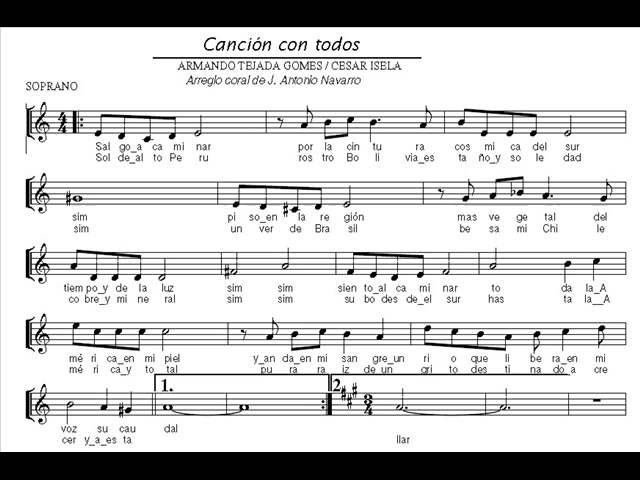 Canción con todos
ARMANDO TEJADA GOMES / CESAR ISELA
Arreglo coral de J. Antonio Navarro
SOPRANO
Sal go_a ca mi nar por la cin tu ra cos mi ca del sur
Sol de_al to Pe ru ros tro Bo li via_es ta ño_y so le dad
sim pi so_en la re gión mas ve ge tal del
sim un ver de Bra sil be sa mi Chi le
tiem po_y de la luz sim sim sien to_al ca mi nar to da la_A
co bre_y mi ne ral sim sim su bo des de_el sur has ta la__A
mé ri ca_en mi piel y_an da_en mi san gre_un ri o que li be ra_en mi
mé ri ca_y to tal pu ra ra iz de_un gri to des ti na do_a cre
1. 2.
voz su cau dal
cer y_a_es ta llar